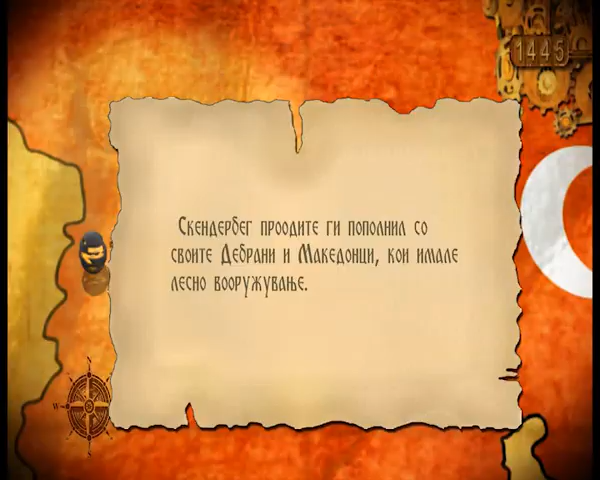 1445
Скендербег проодите ги пополнил со
своите Дебрани и Македонци, кои имале
лесно вооружување.